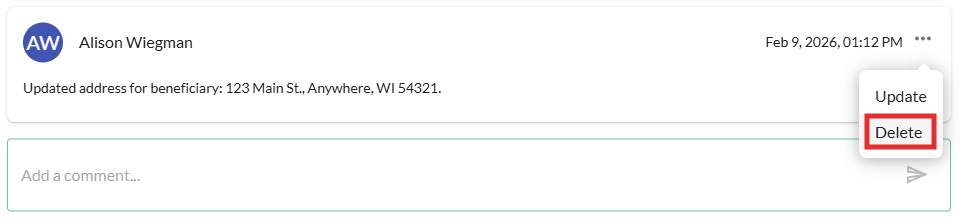 AW Alison Wiegman Feb 9, 2026, 01:12 PM ...
Updated address for beneficiary: 123 Main St., Anywhere, WI 54321.
Update
Delete
Add a comment...